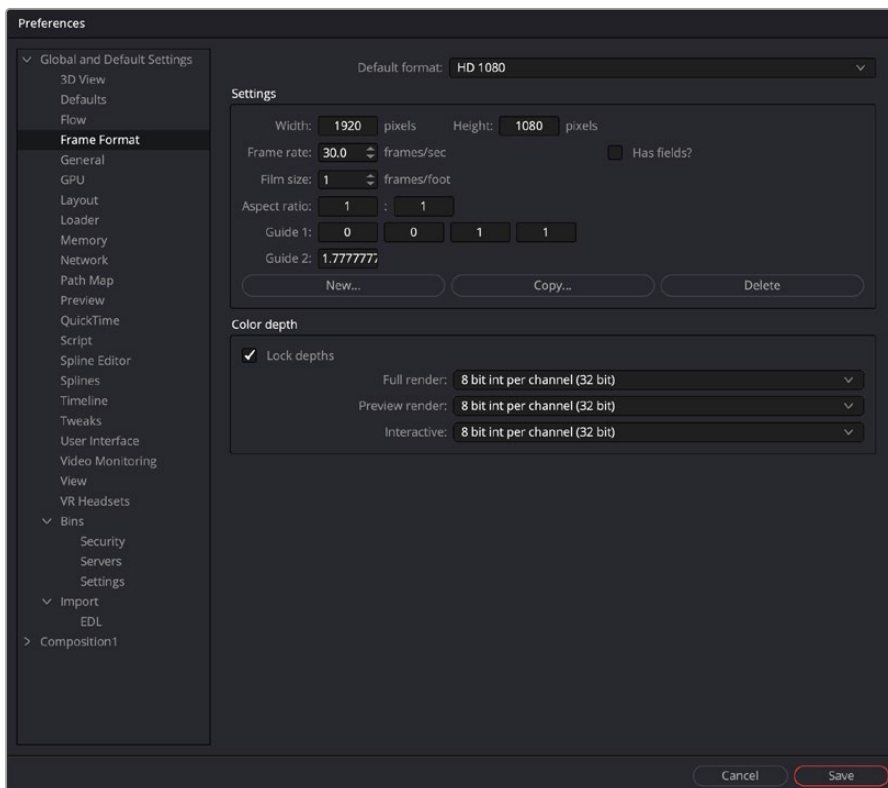 Preferences
Global and Default Settings
3D View
Defaults
Flow
Frame Format
General
GPU
Layout
Loader
Memory
Network
Path Map
Preview
QuickTime
Script
Spline Editor
Splines
Timeline
Tweaks
User Interface
Video Monitoring
View
VR Headsets
Bins
Security
Servers
Settings
Import
EDL
Composition1
Default format: HD 1080
Settings
Width: 1920 pixels Height: 1080 pixels
Frame rate: 30.0 frames/sec Has fields?
Film size: 1 frames/foot
Aspect ratio: 1 : 1
Guide 1: 0 0 1 1
Guide 2: 1.7777777
New... Copy... Delete
Color depth
Lock depths
Full render: 8 bit int per channel (32 bit)
Preview render: 8 bit int per channel (32 bit)
Interactive: 8 bit int per channel (32 bit)
Cancel Save